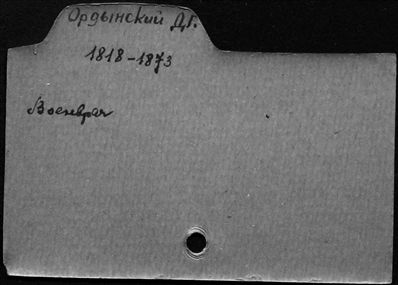 Ордынский Д.Г.
1818-1873
Военврач